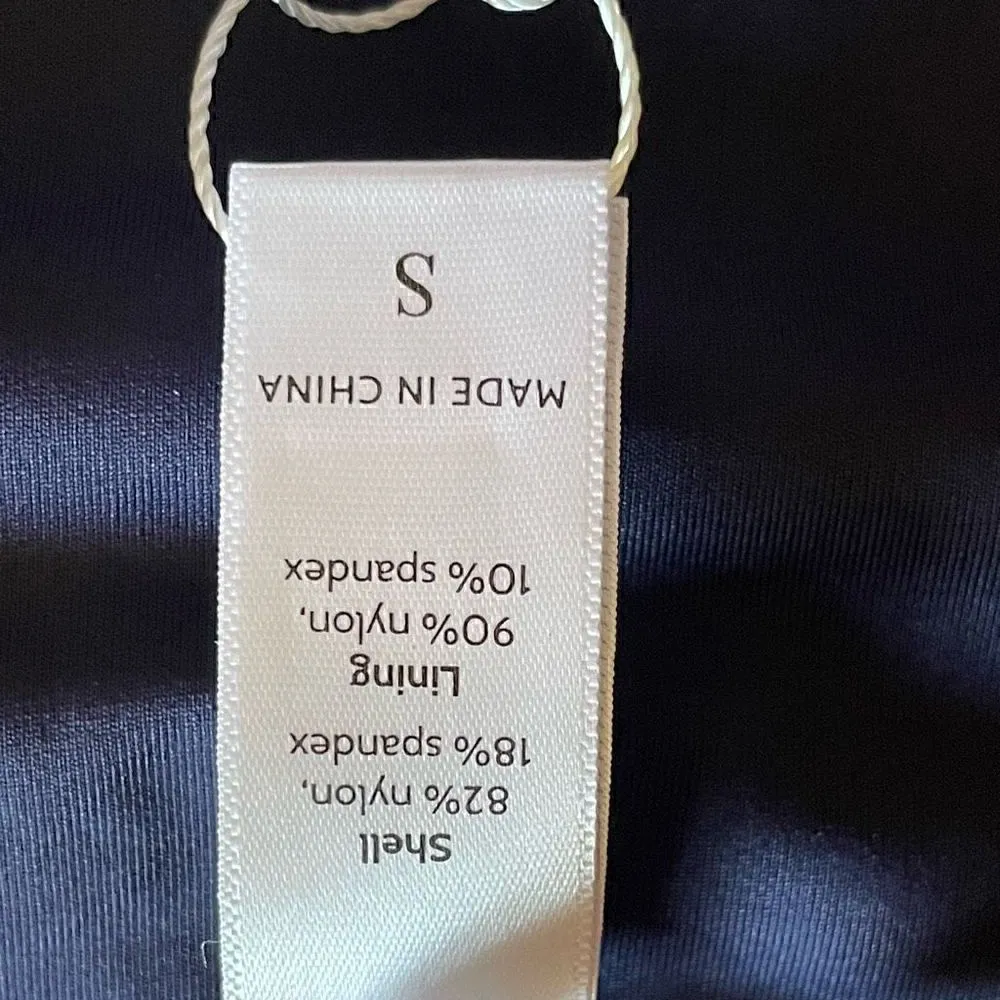 Shell
82% nylon,
18% spandex
Lining
90% nylon,
10% spandex
MADE IN CHINA
S